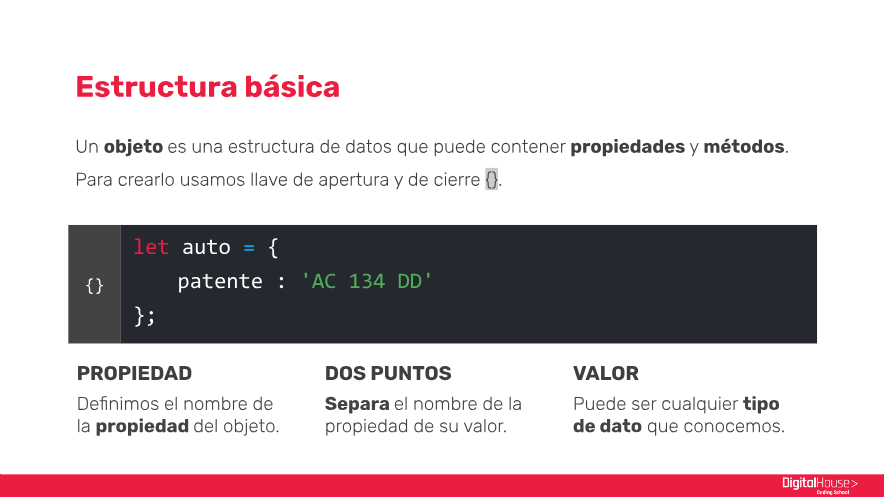 Estructura básica
Un objeto es una estructura de datos que puede contener propiedades y métodos.
Para crearlo usamos llave de apertura y de cierre {}.
let auto = {
{}
patente : 'AC 134 DD'
};
PROPIEDAD
Definimos el nombre de
la propiedad del objeto.
DOS PUNTOS
Separa el nombre de la
propiedad de su valor.
VALOR
Puede ser cualquier tipo
de dato que conocemos.
DigitalHouse>
Coding School